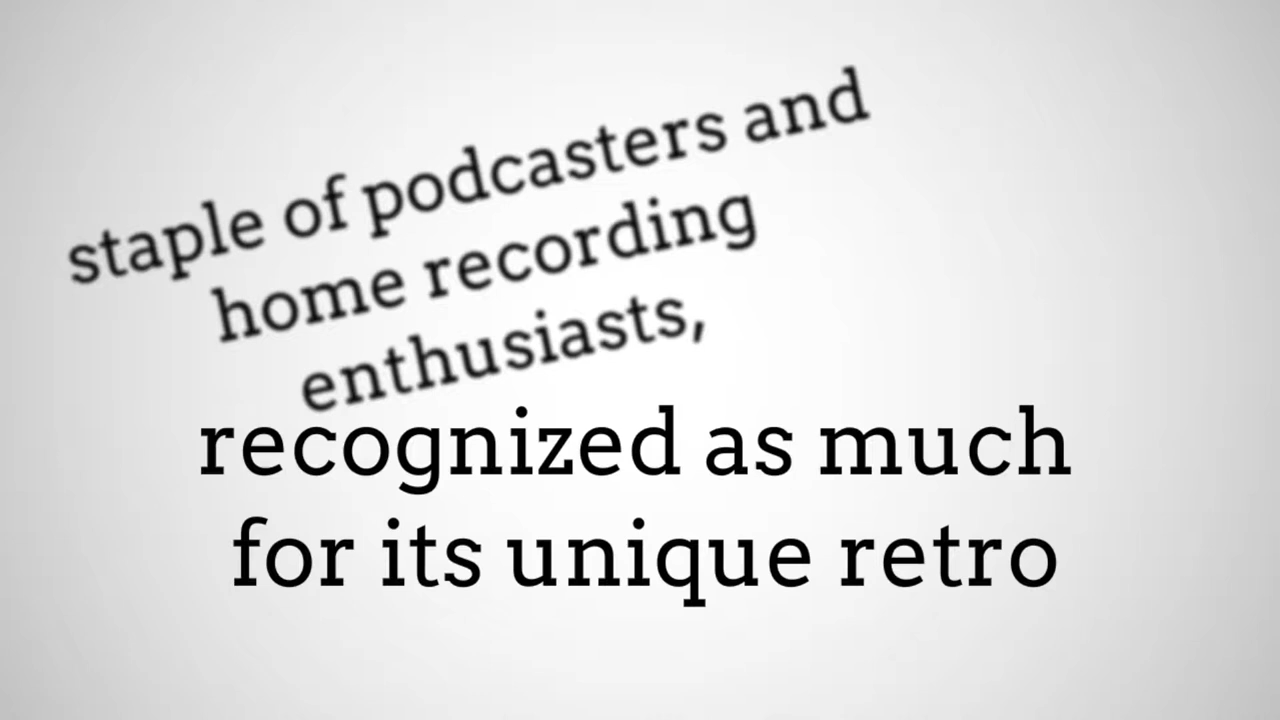 staple of podcasters and
home recording
enthusiasts,
recognized as much
for its unique retro